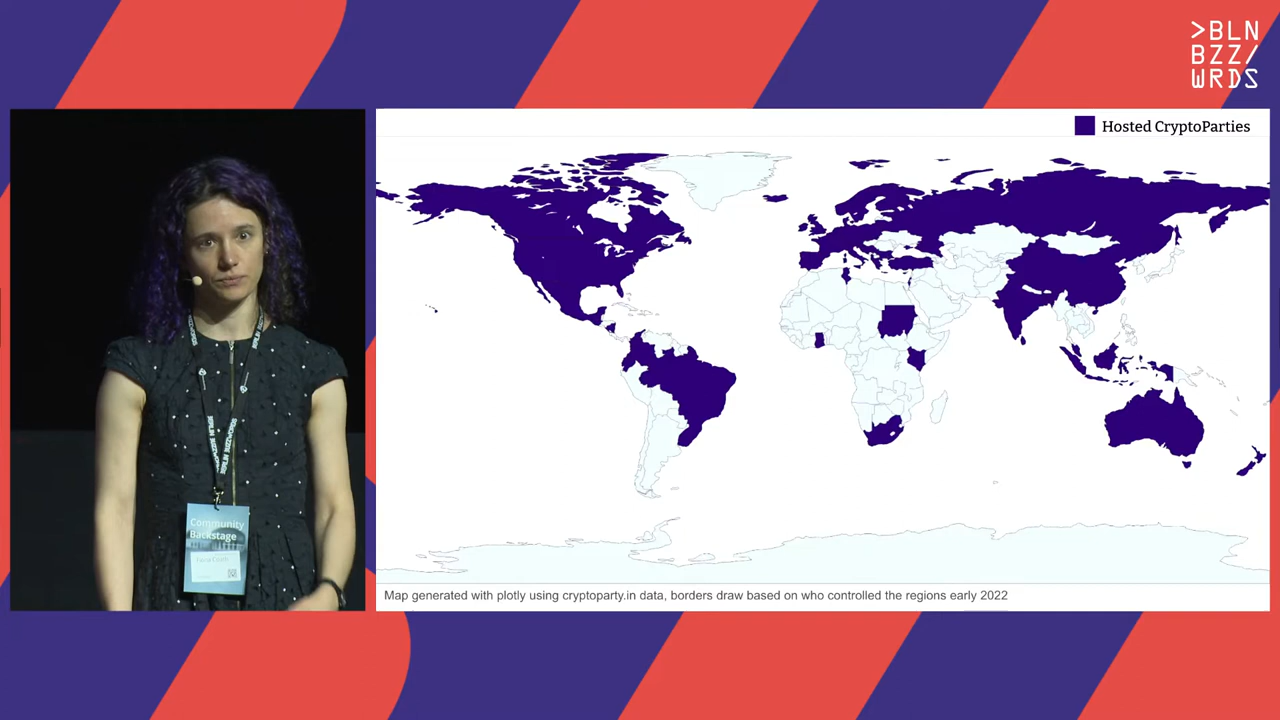 >BLN
BZZ/
WRDS
Hosted CryptoParties
Community
Backstage
Map generated with plotly using cryptoparty.in data, borders draw based on who controlled the regions early 2022